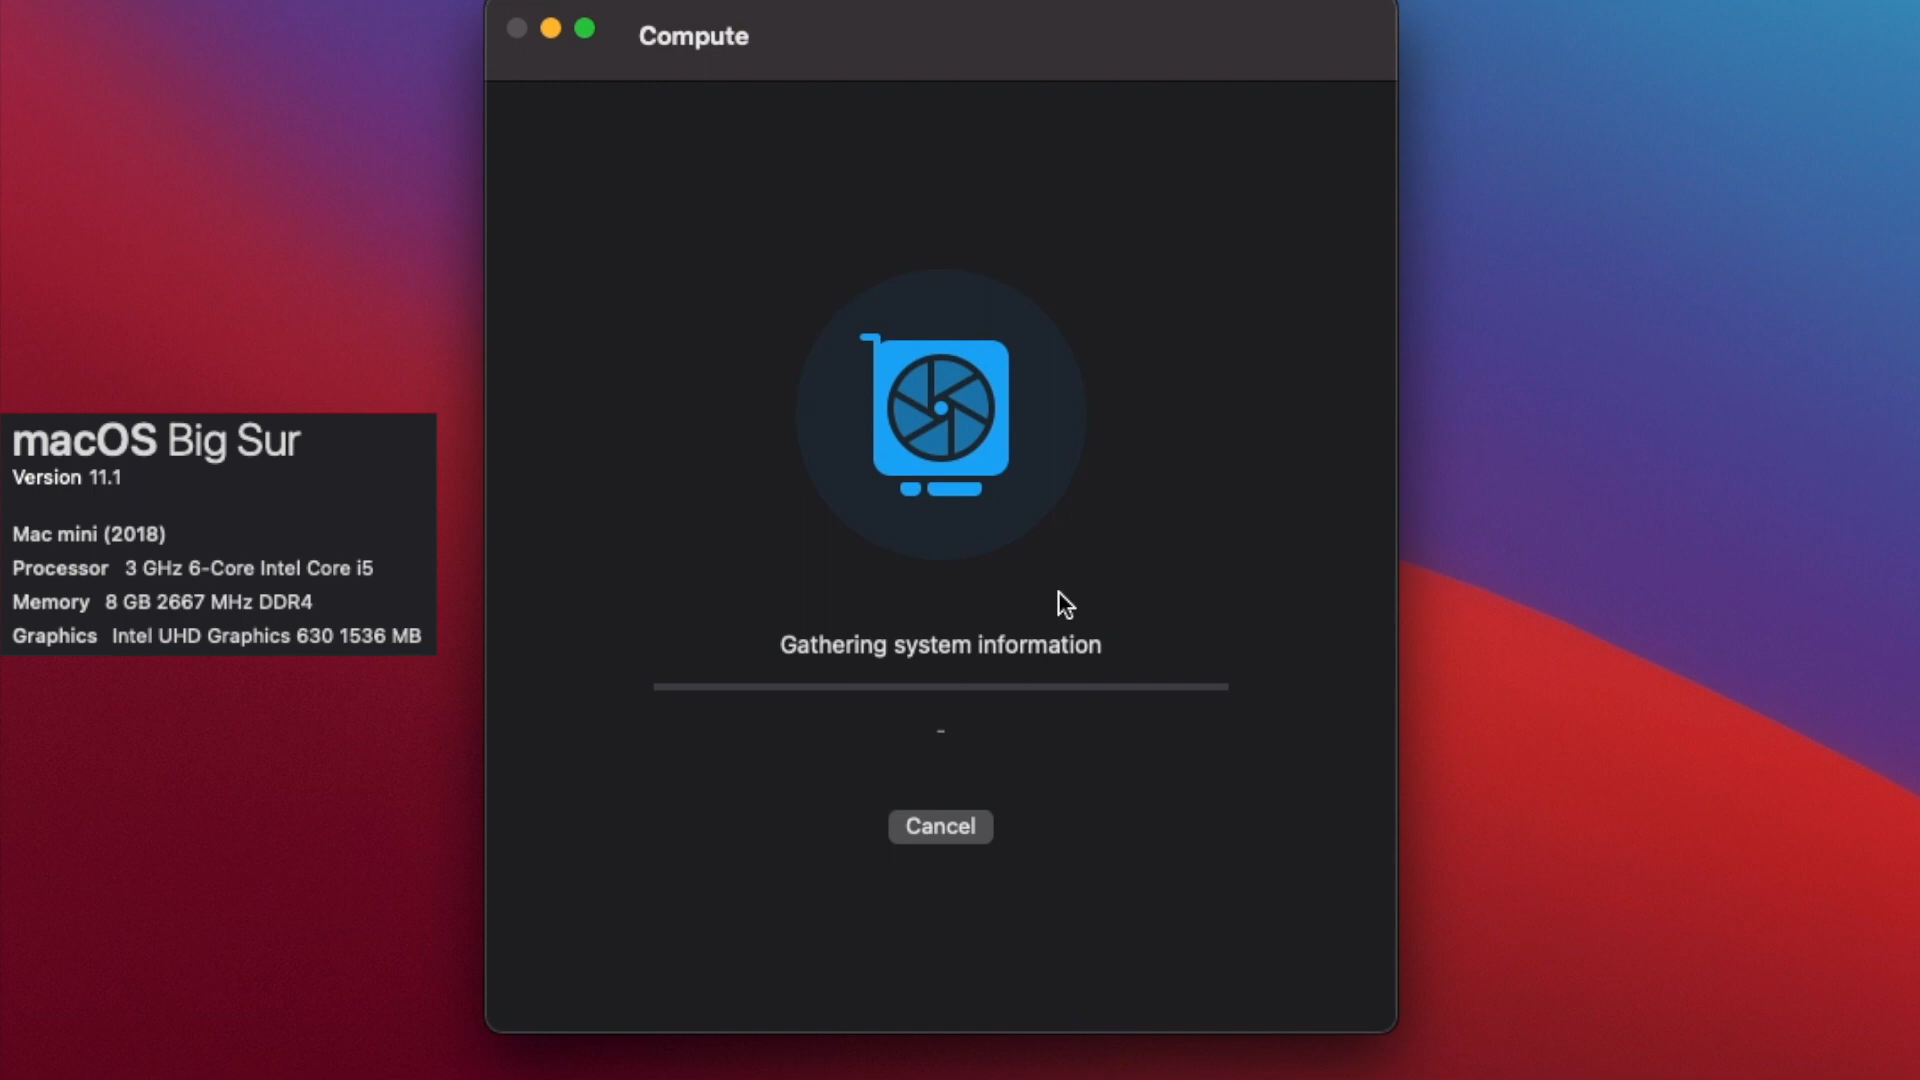 Compute
macOS Big Sur
Version 11.1
Mac mini (2018)
Processor 3 GHz 6-Core Intel Core i5
Memory 8 GB 2667 MHz DDR4
Graphics Intel UHD Graphics 630 1536 MB
Gathering system information
-
Cancel